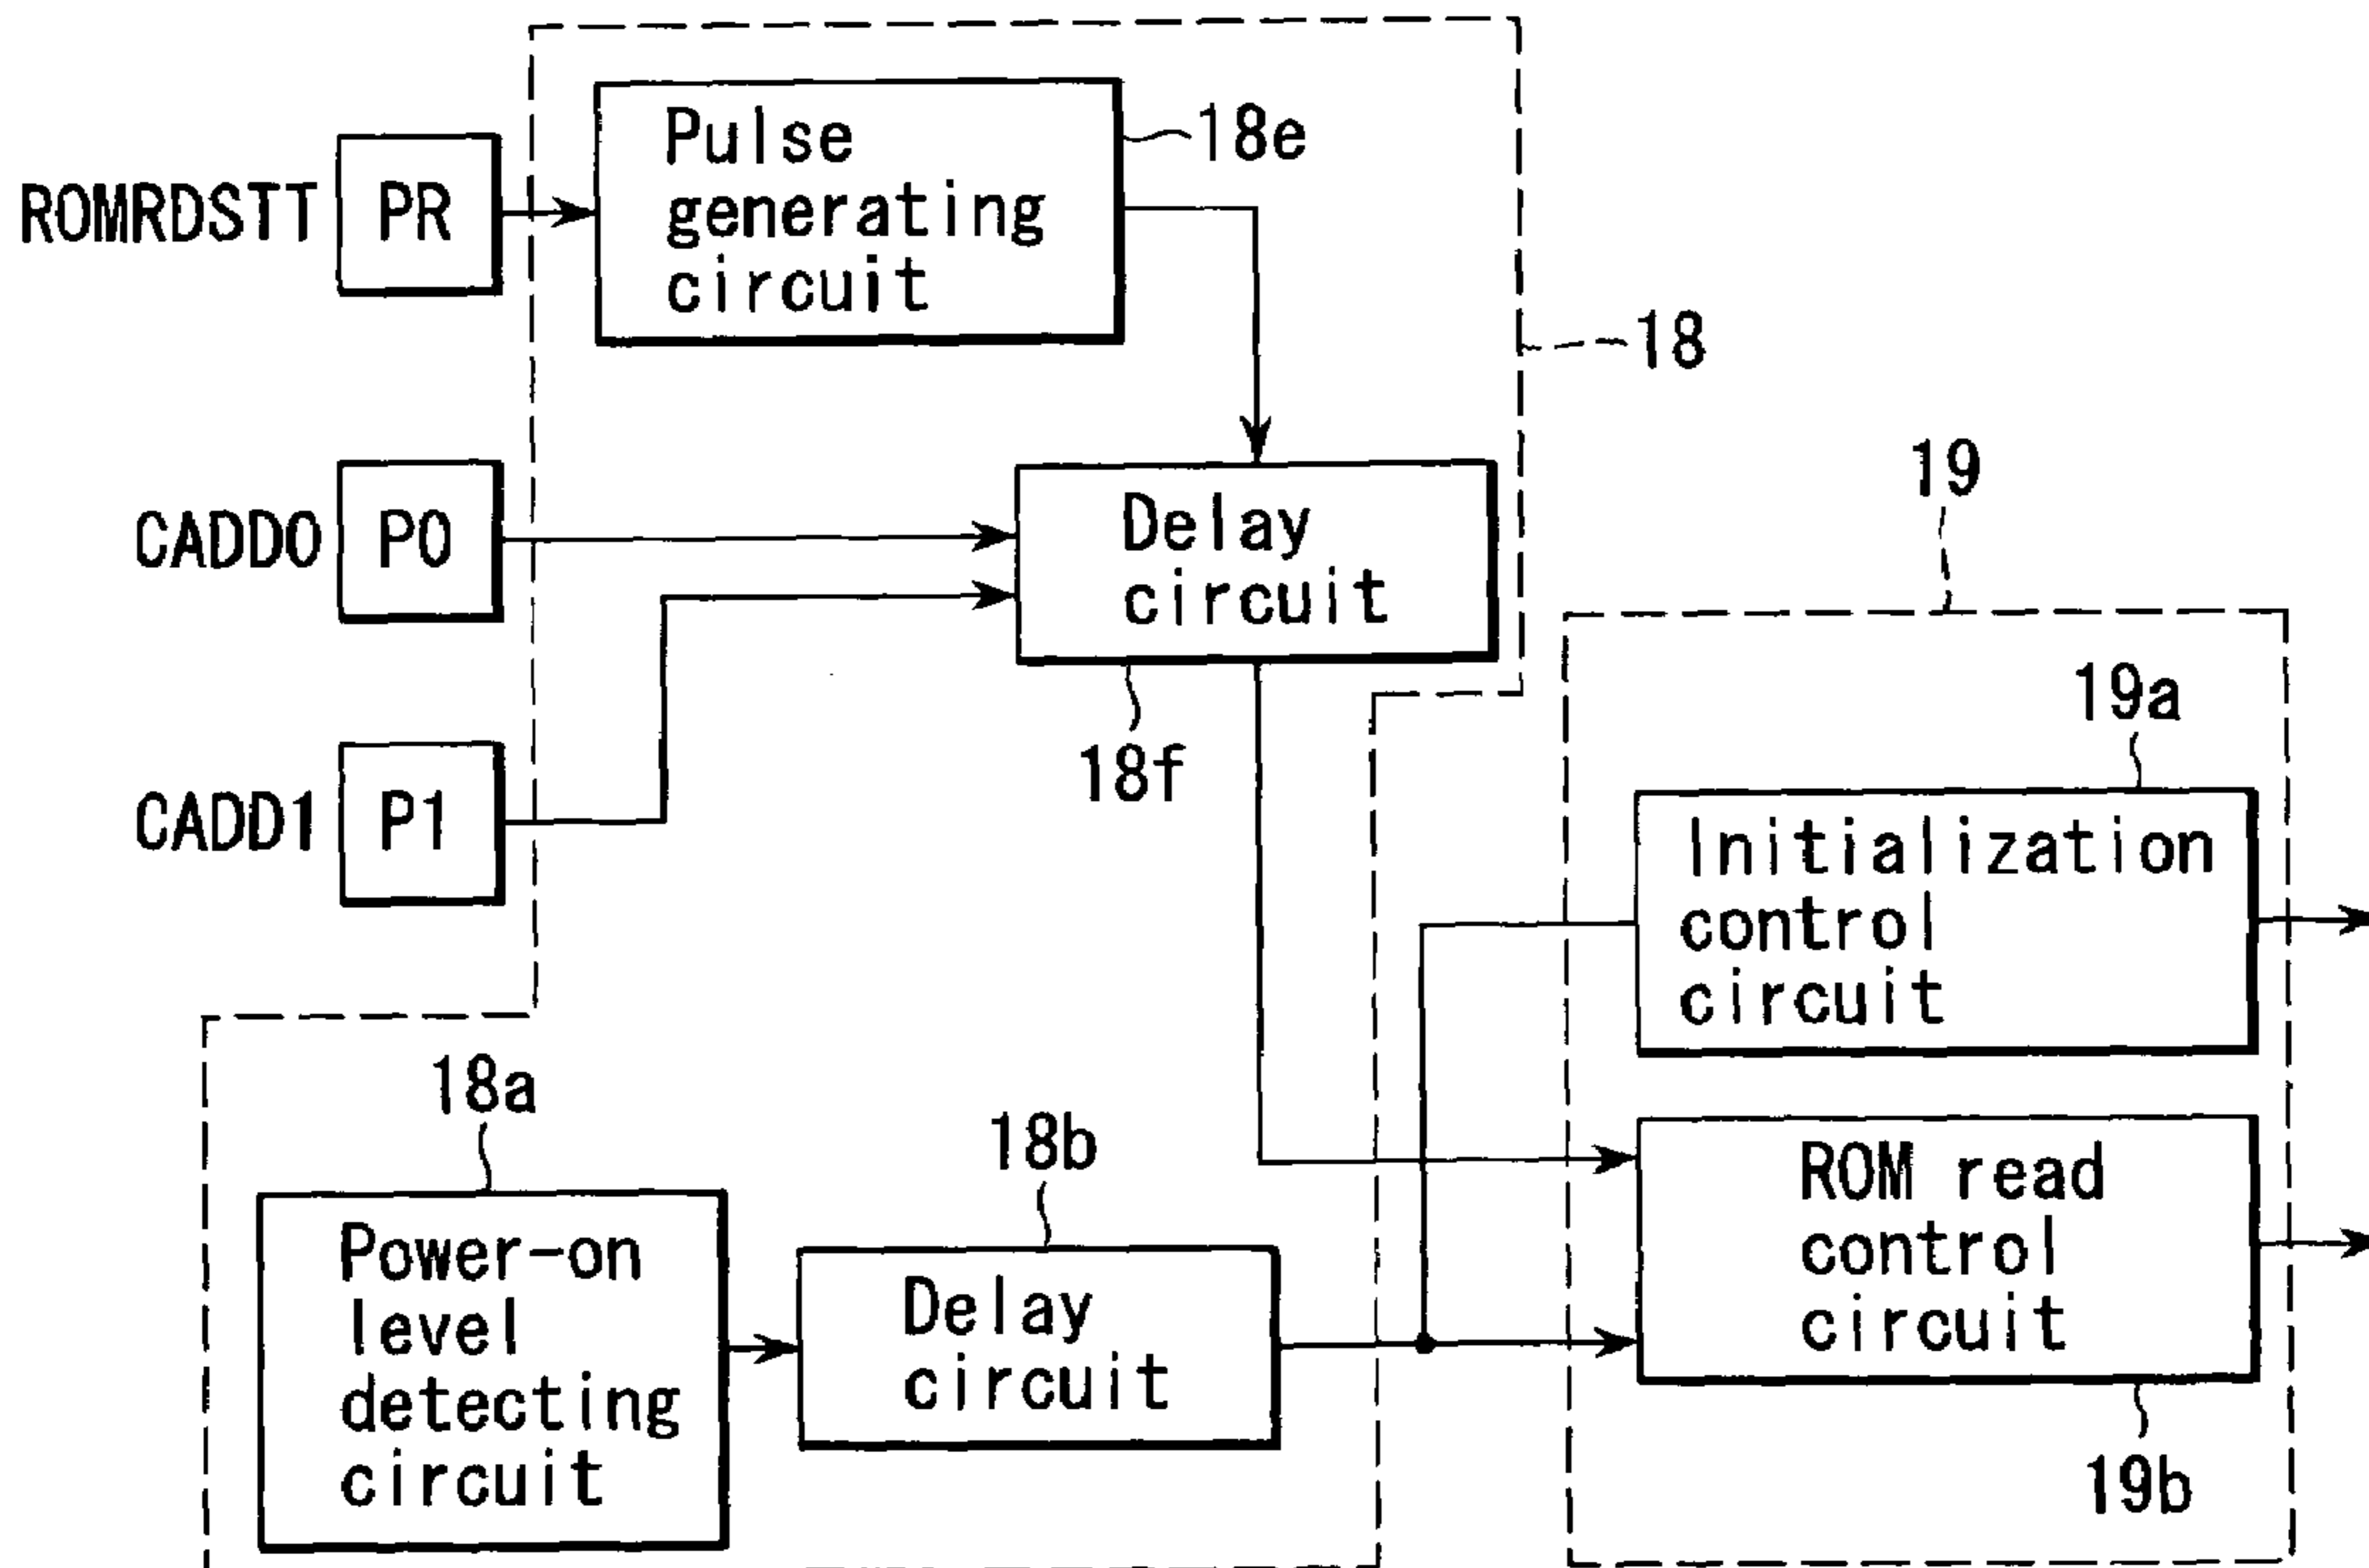 Pulse
generating
circuit
18e
ROMRDSTT
PR
18
CADD0
P0
Delay
circuit
19
18f
19a
CADD1
P1
Initialization
control
circuit
18a
18b
ROM read
control
circuit
Power-on
level
detecting
circuit
Delay
circuit
19b